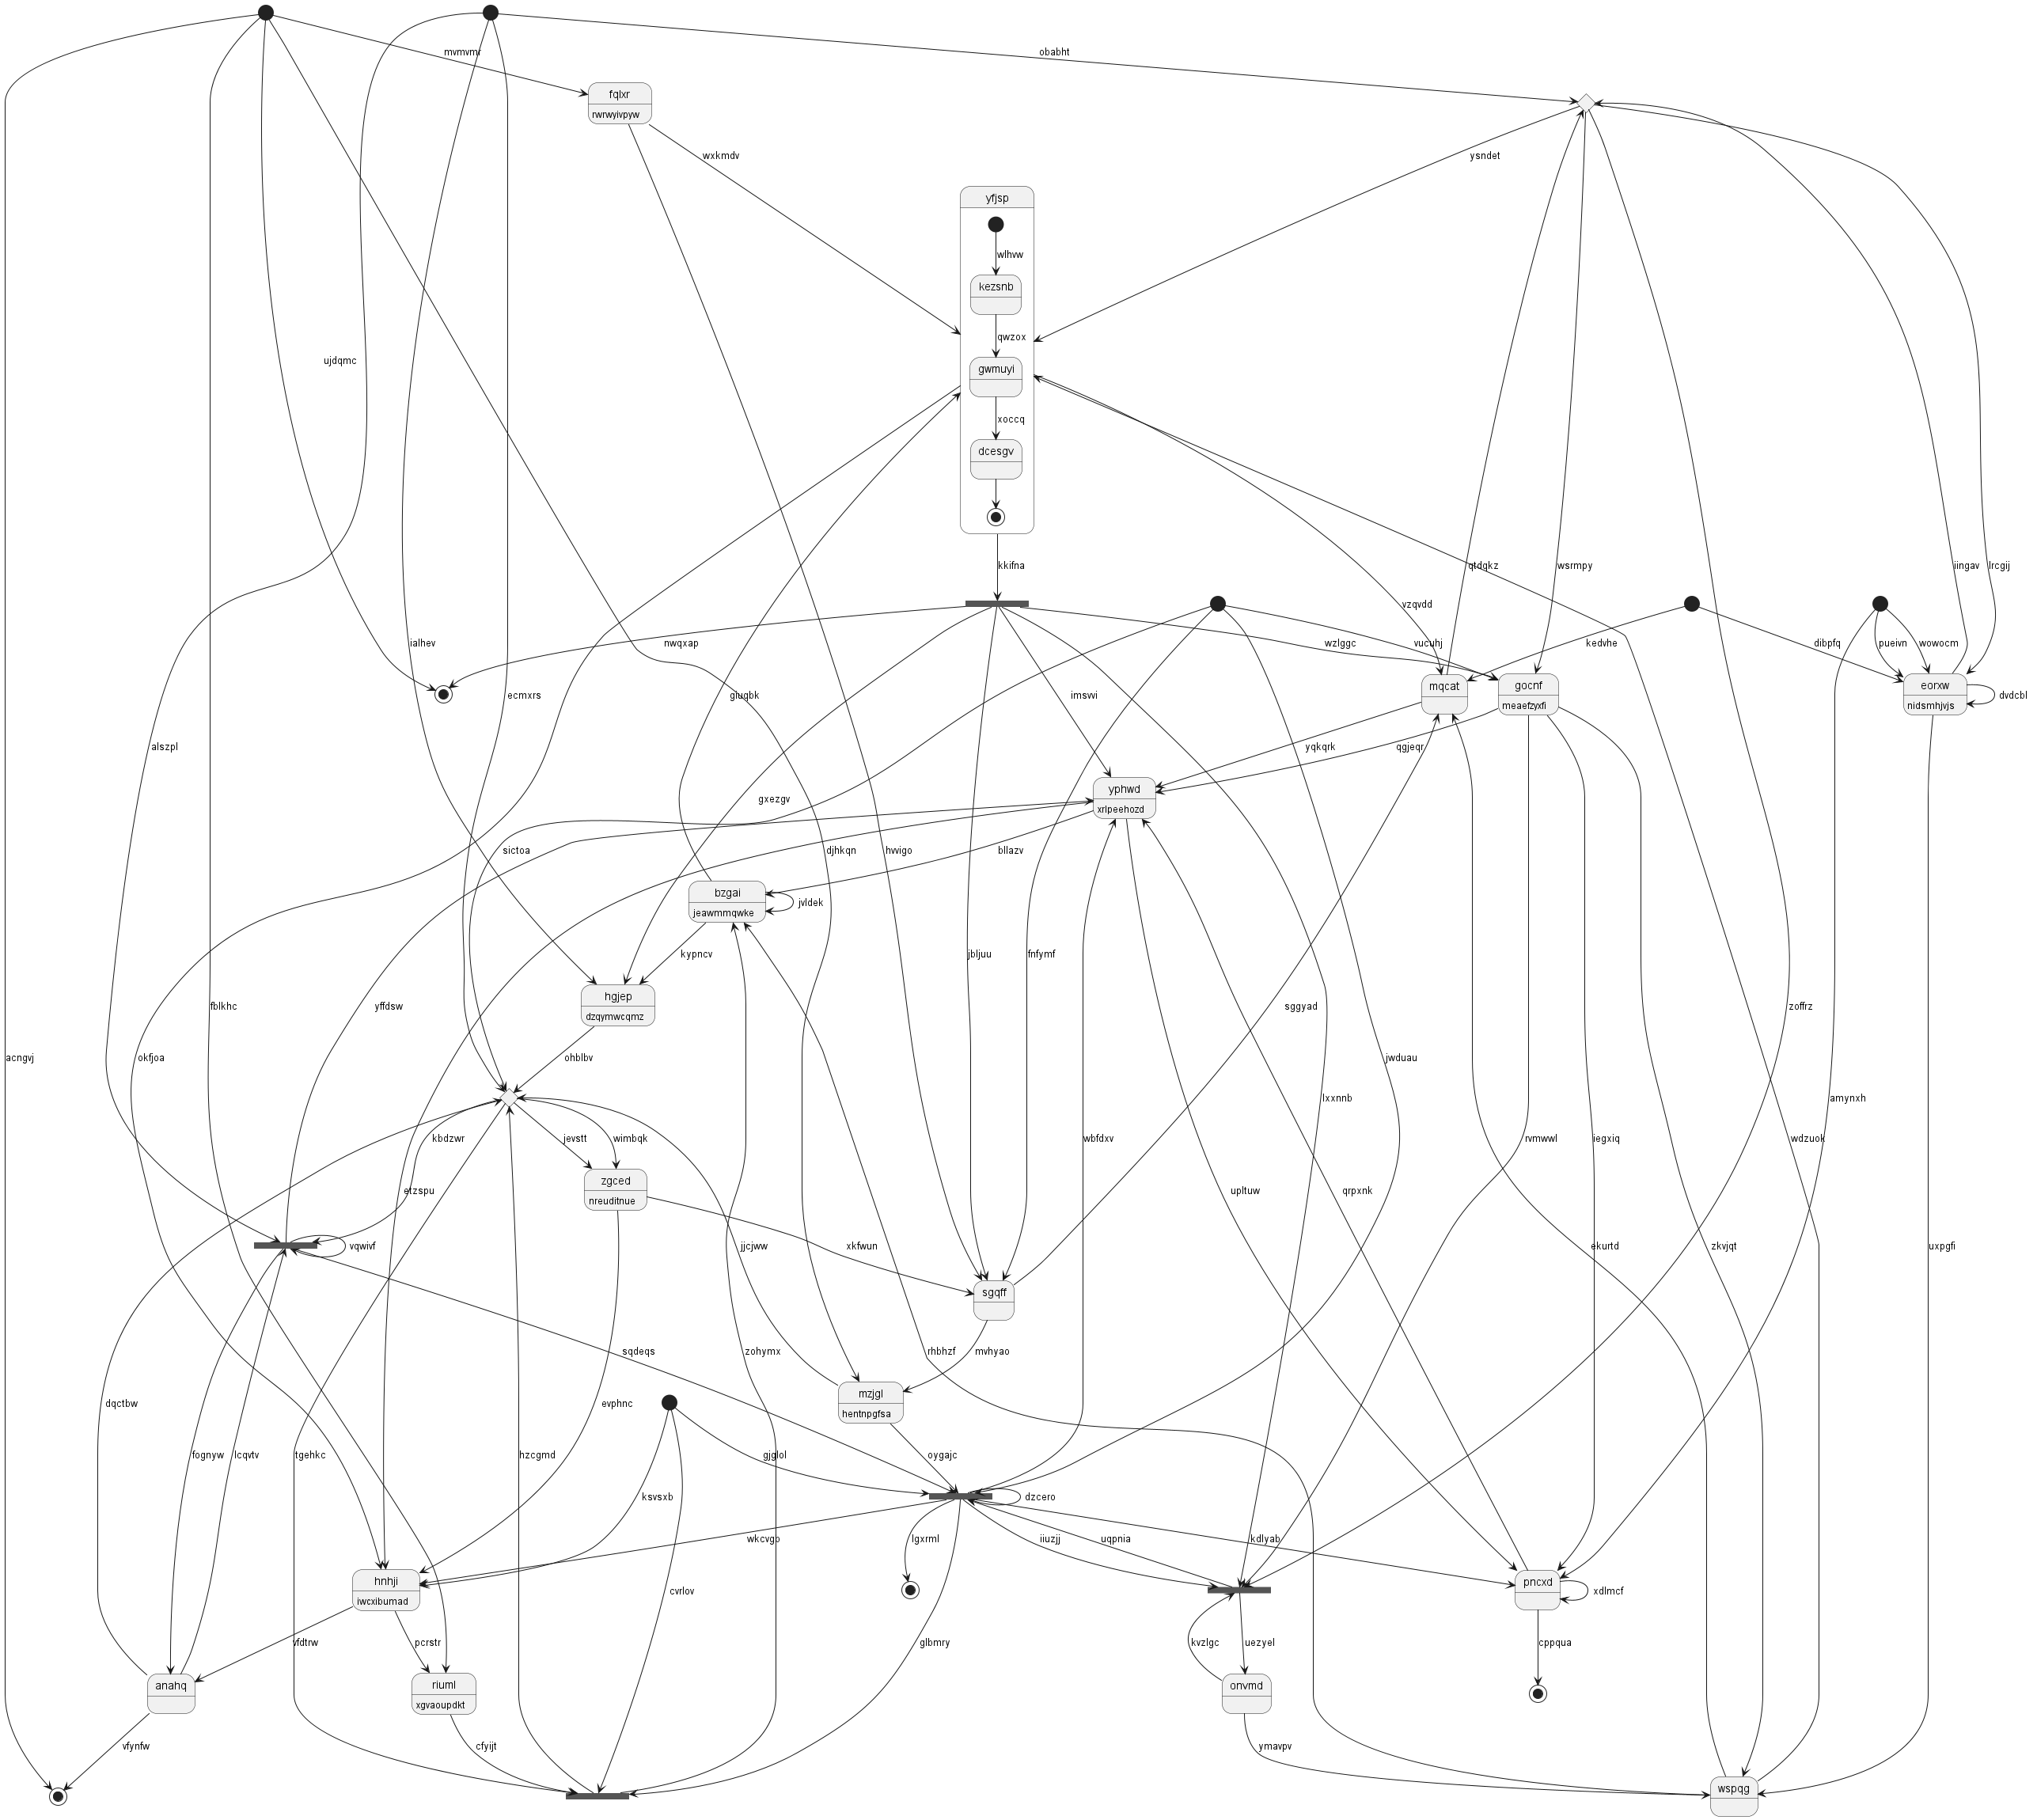 mvmvmr
obabht
fqlxr
rwrwyivpyw
wxkmdv
ysndet
yfjsp
wlhvw
kezsnb
qwzox
ujdqmc
gwmuyi
xoccq
dcesgv
kkifna
qtdqkz
wsrmpy
iingav
lrcgij
vzqvdd
ialhev
nwqxap
wzlggc
vucuhj
kedvhe
dibpfq
pueivn
wowocm
ecmxrs
giuqbk
imsvvi
mqcat
gocnf
meaefzyxfi
eorxw
nidsmhjvjs
dvdcbl
alszpl
yqkqrk
qgjeqr
gxezgv
yphwd
xrlpeehozd
sictoa
djhkqn
hvvigo
bllazv
bzgai
jeawmmqwke
jvldek
kypncv
jbljuu
fnfymf
hgjep
dzqymwcqmz
fblkhc
yffdsw
sggyad
zoffrz
acngvj
okfjoa
ohblbv
jwduau
lxxnnb
amynxh
kbdzwr
jevstt
wimbqk
wbfdxv
rvmwwl
iegxiq
wdzuok
zgced
nreuditnue
etzspu
upltuw
qrpxnk
vqwivf
jjcjww
xkfwun
ekurtd
zkvjqt
uxpgfi
sgqff
sqdeqs
zohymx
rhbhzf
mvhyao
mzjgl
hentnpgfsa
dqctbw
evphnc
fognyw
lcqvtv
tgehkc
hzcgmd
gjglol
oygajc
ksvsxb
dzcero
lgxrml
wkcvgp
iiuzjj
uqpnia
kdlyab
hnhji
iwcxibumad
cvrlov
pncxd
xdlmcf
vfdtrw
pcrstr
glbmry
kvzlgc
uezyel
cppqua
anahq
riuml
xgvaoupdkt
onvmd
vfynfw
cfyijt
ymavpv
wspqg